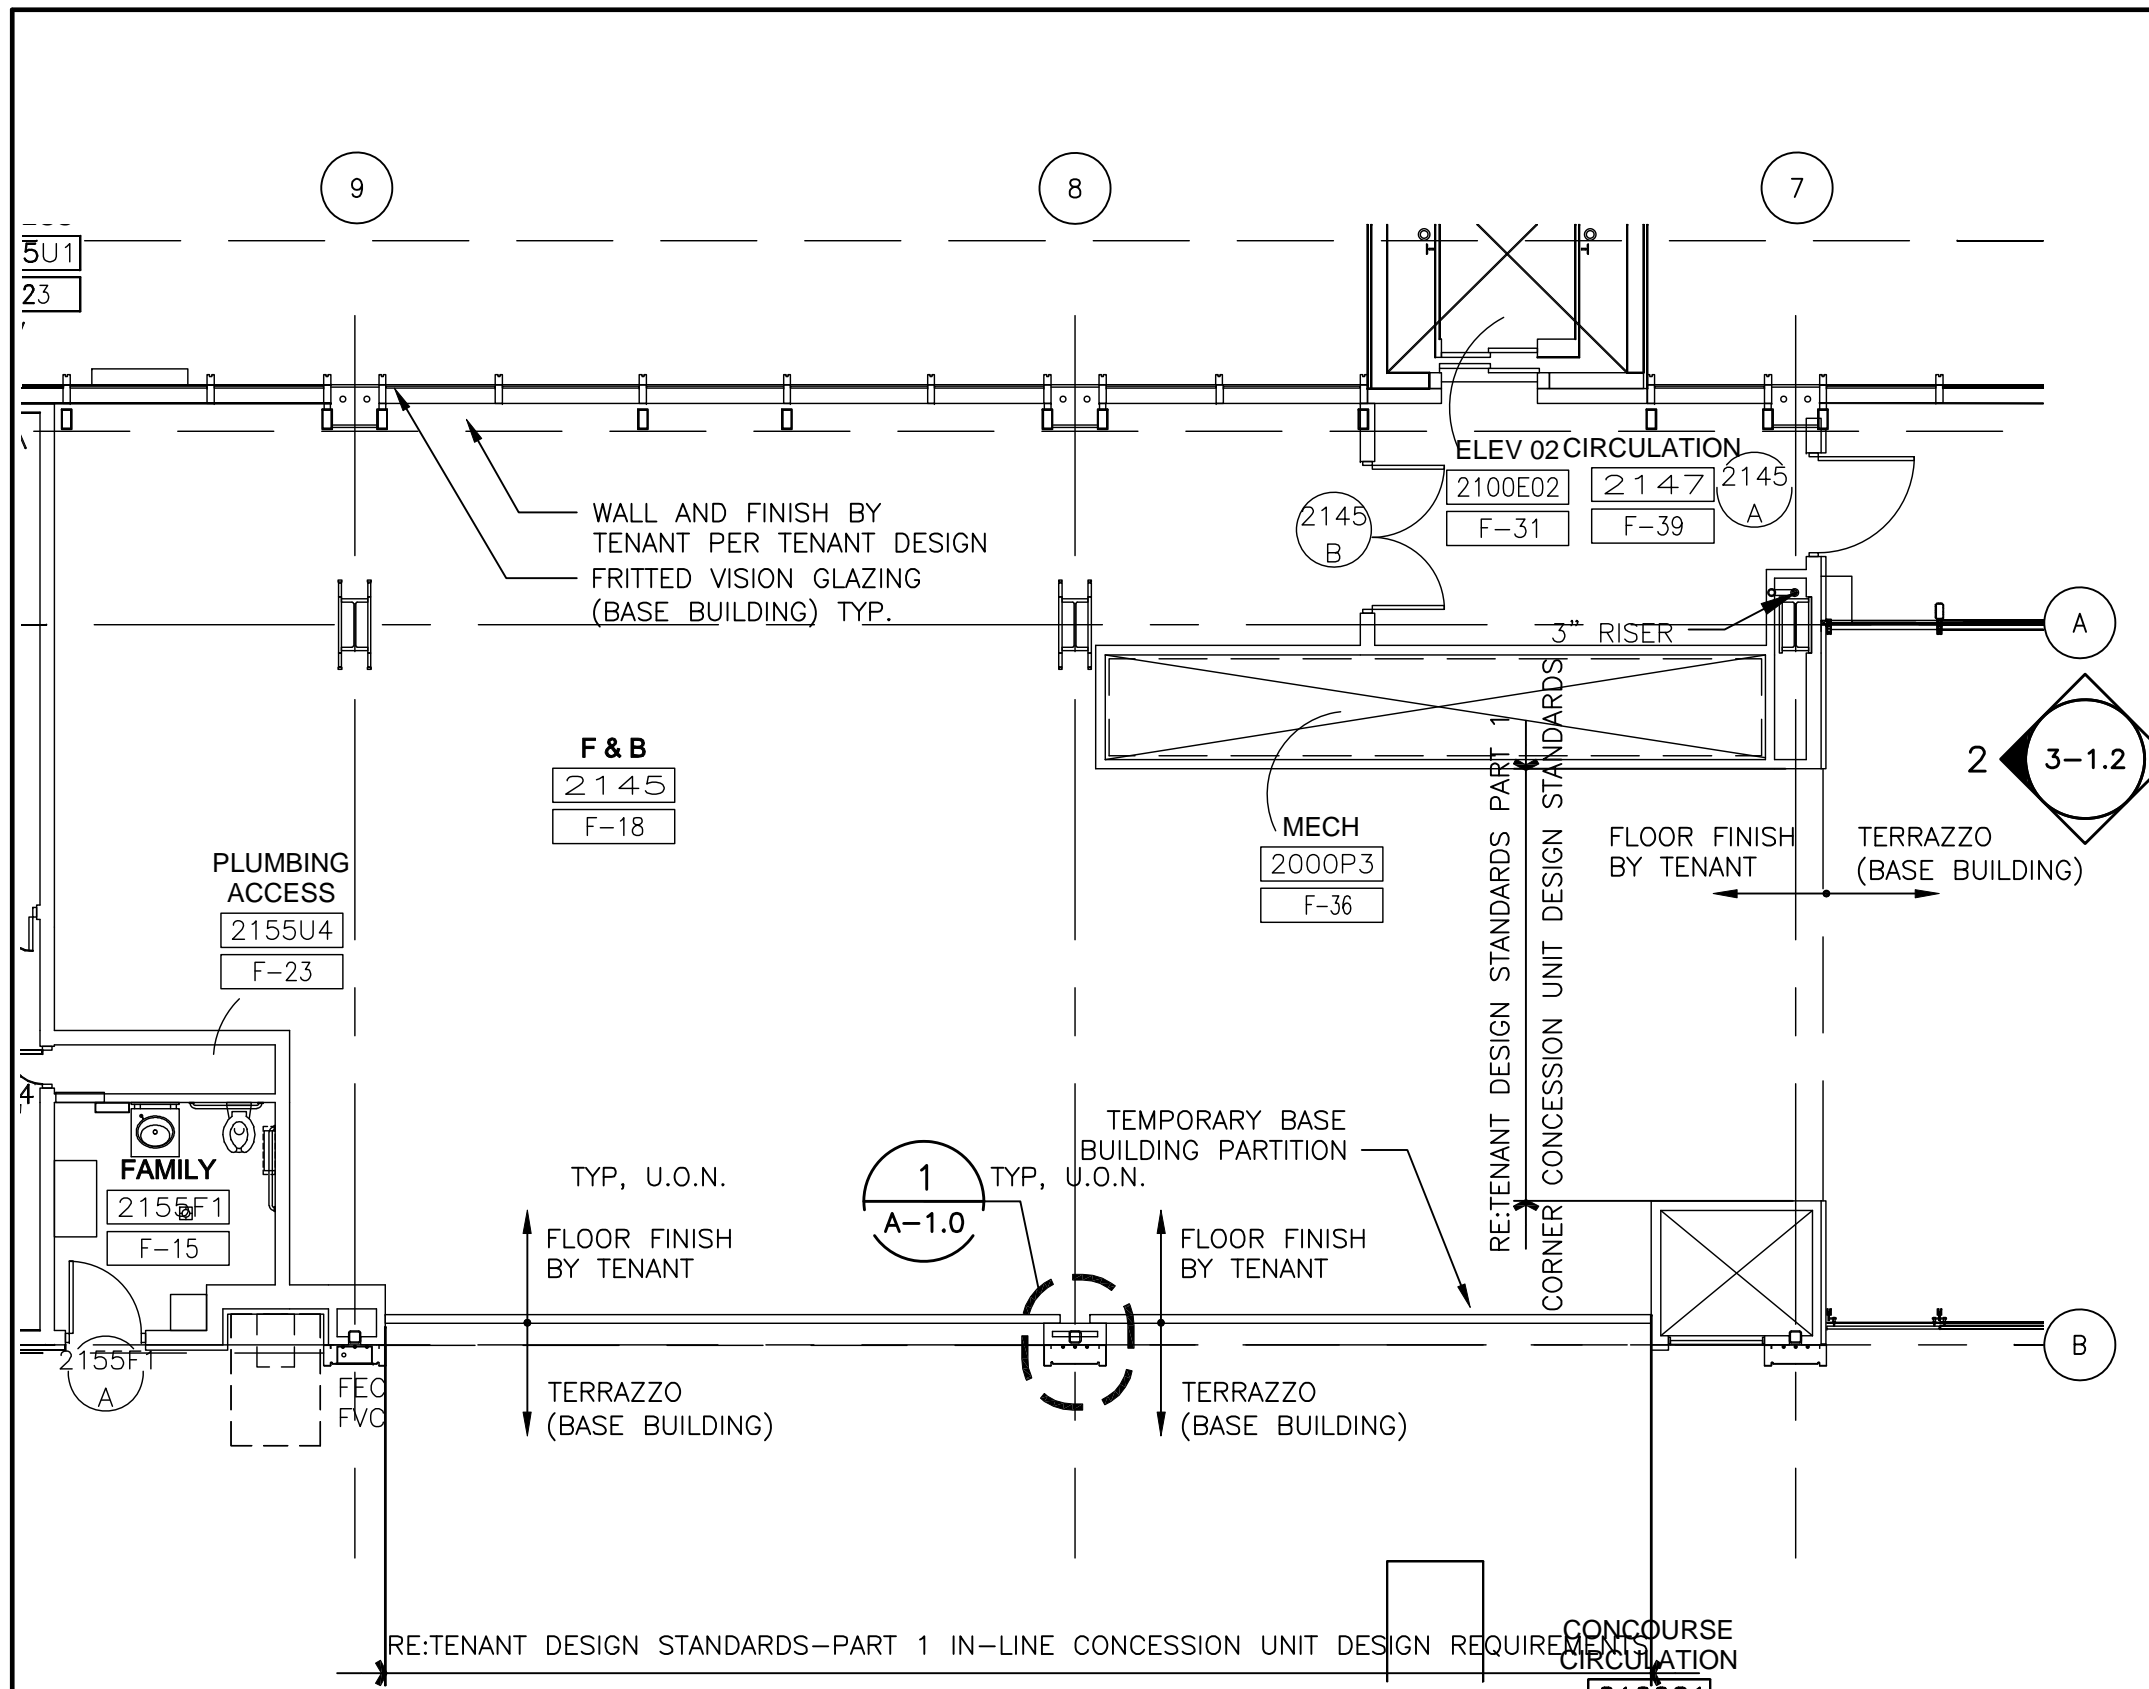 9
8
7
5U1
23
ELEV 02
2100E02
F-31
CIRCULATION
2147
F-39
2145
A
2145
B
WALL AND FINISH BY
TENANT PER TENANT DESIGN
FRITTED VISION GLAZING
(BASE BUILDING) TYP.
3" RISER
A
F & B
2145
F-18
2
3-1.2
MECH
2000P3
F-36
RE:TENANT DESIGN STANDARDS PART 1
CORNER CONCESSION UNIT DESIGN STANDARDS
FLOOR FINISH
BY TENANT
TERRAZZO
(BASE BUILDING)
PLUMBING
ACCESS
2155U4
F-23
4
TEMPORARY BASE
BUILDING PARTITION
FAMILY
2155F1
F-15
TYP, U.O.N.
1
A-1.0
TYP, U.O.N.
FLOOR FINISH
BY TENANT
FLOOR FINISH
BY TENANT
B
2155F1
A
FEC
FVC
TERRAZZO
(BASE BUILDING)
TERRAZZO
(BASE BUILDING)
RE:TENANT DESIGN STANDARDS-PART 1 IN-LINE CONCESSION UNIT DESIGN REQUIREMENTS
CONCOURSE
CIRCULATION